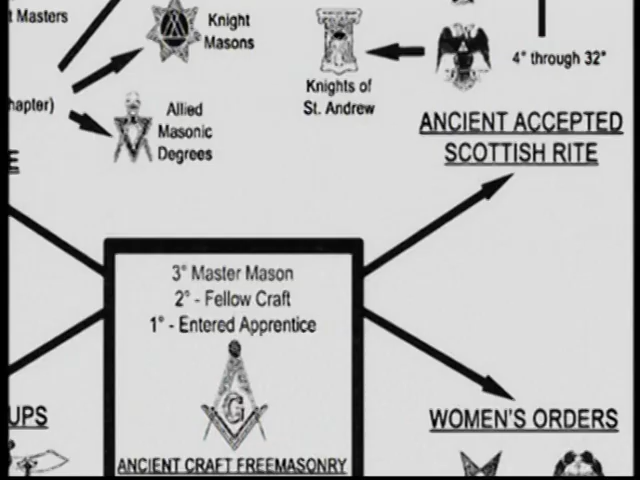 t Masters
Knight
Masons
4° through 32°
Knights of
St. Andrew
hapter)
Allied
Masonic
Degrees
ANCIENT ACCEPTED
SCOTTISH RITE
E
3° Master Mason
2° - Fellow Craft
1° - Entered Apprentice
G
UPS
WOMEN'S ORDERS
ANCIENT CRAFT FREEMASONRY